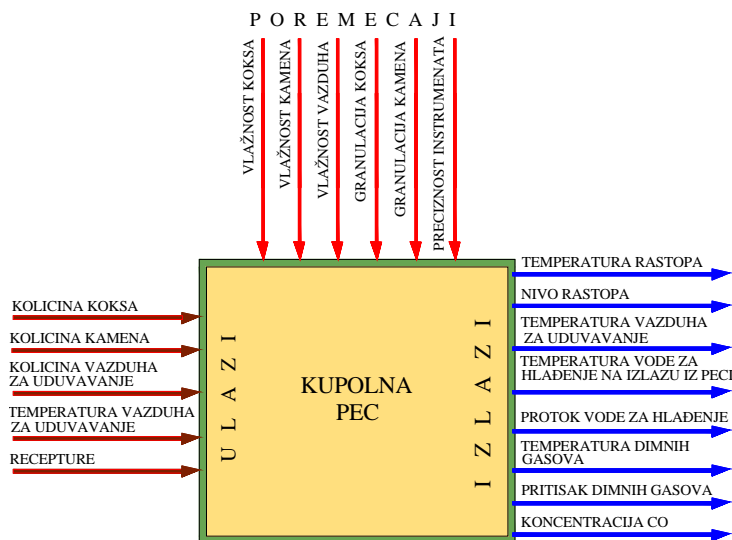 P O R E M E C A J I
VLAŽNOST KOKSA
VLAŽNOST KAMENA
VLAŽNOST VAZDUHA
GRANULACIJA KOKSA
GRANULACIJA KAMENA
PRECIZNOST INSTRUMENATA
KOLICINA KOKSA
KOLICINA KAMENA
KOLICINA VAZDUHA
ZA UDUVAVANJE
TEMPERATURA VAZDUHA
ZA UDUVAVANJE
RECEPTURE
U L A Z I
KUPOLNA
PEC
I Z L A Z I
TEMPERATURA RASTOPA
NIVO RASTOPA
TEMPERATURA VAZDUHA
ZA UDUVAVANJE
TEMPERATURA VODE ZA
HLAĐENJE NA IZLAZU IZ PECI
PROTOK VODE ZA HLAĐENJE
TEMPERATURA DIMNIH
GASOVA
PRITISAK DIMNIH GASOVA
KONCENTRACIJA CO